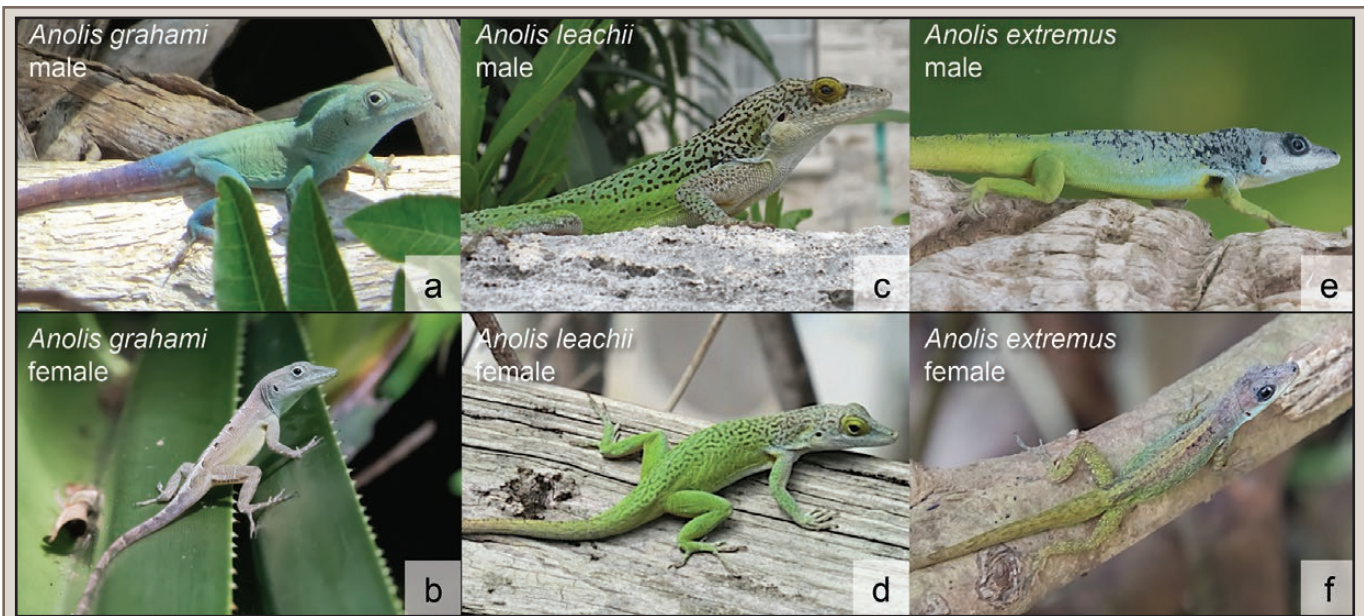 Anolis grahami
male
a
Anolis leachii
male
c
Anolis extremus
male
e
Anolis grahami
female
b
Anolis leachii
female
d
Anolis extremus
female
f